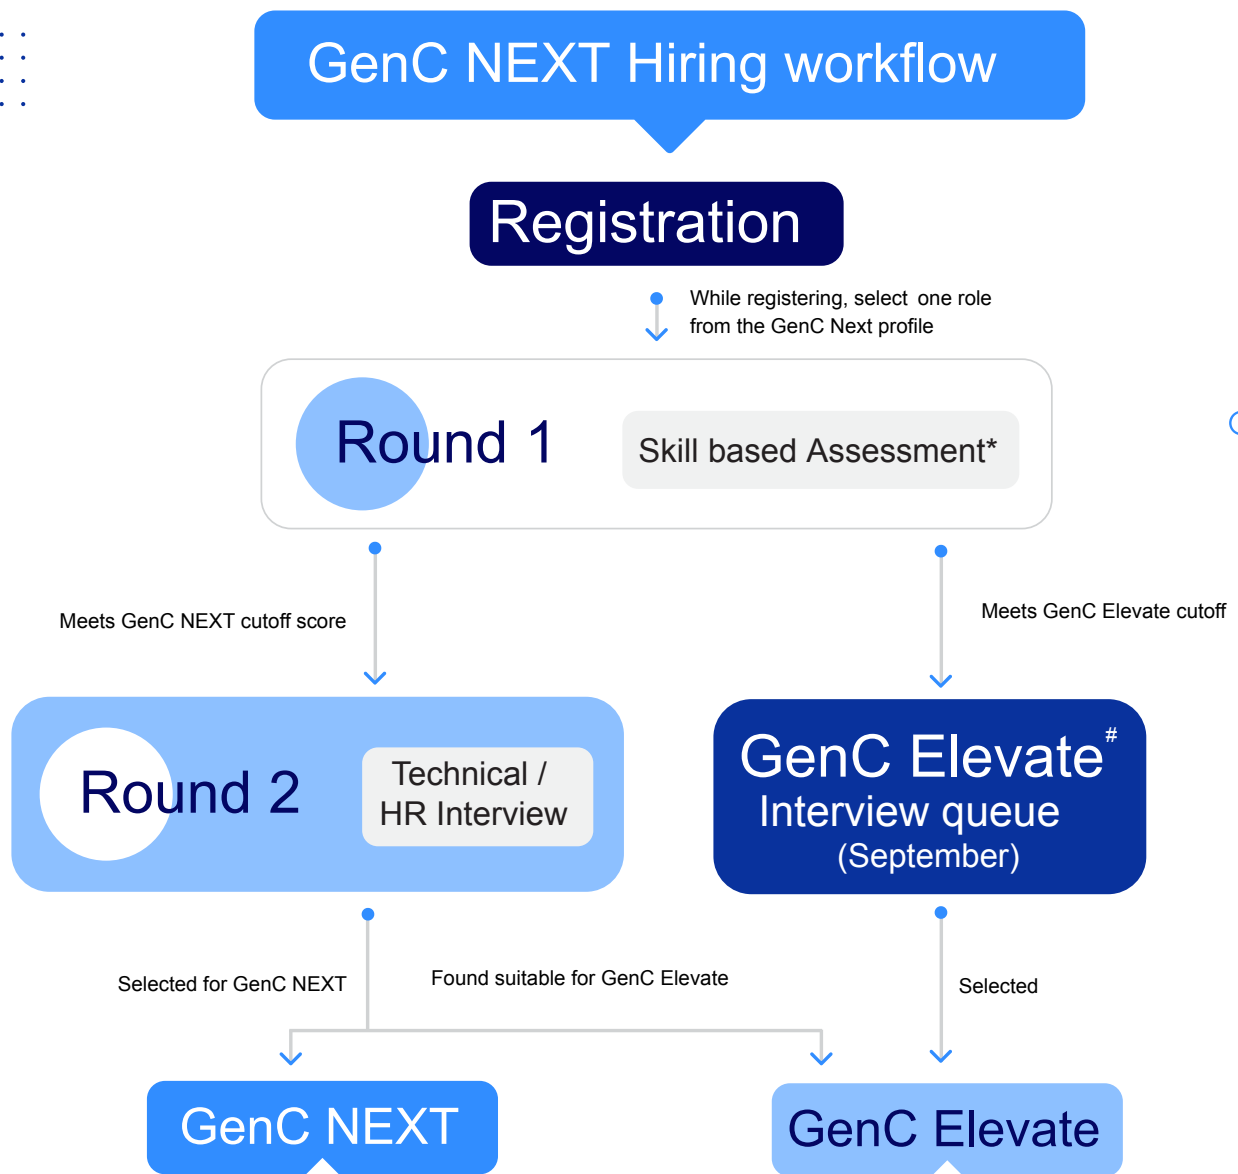 GenC NEXT Hiring workflow
Registration
While registering, select one role
from the GenC Next profile
Round 1
Skill based Assessment*
Meets GenC NEXT cutoff score
Meets GenC Elevate cutoff
Round 2
Technical /
HR Interview
GenC Elevate#
Interview queue
(September)
Selected for GenC NEXT
Found suitable for GenC Elevate
Selected
GenC NEXT
GenC Elevate